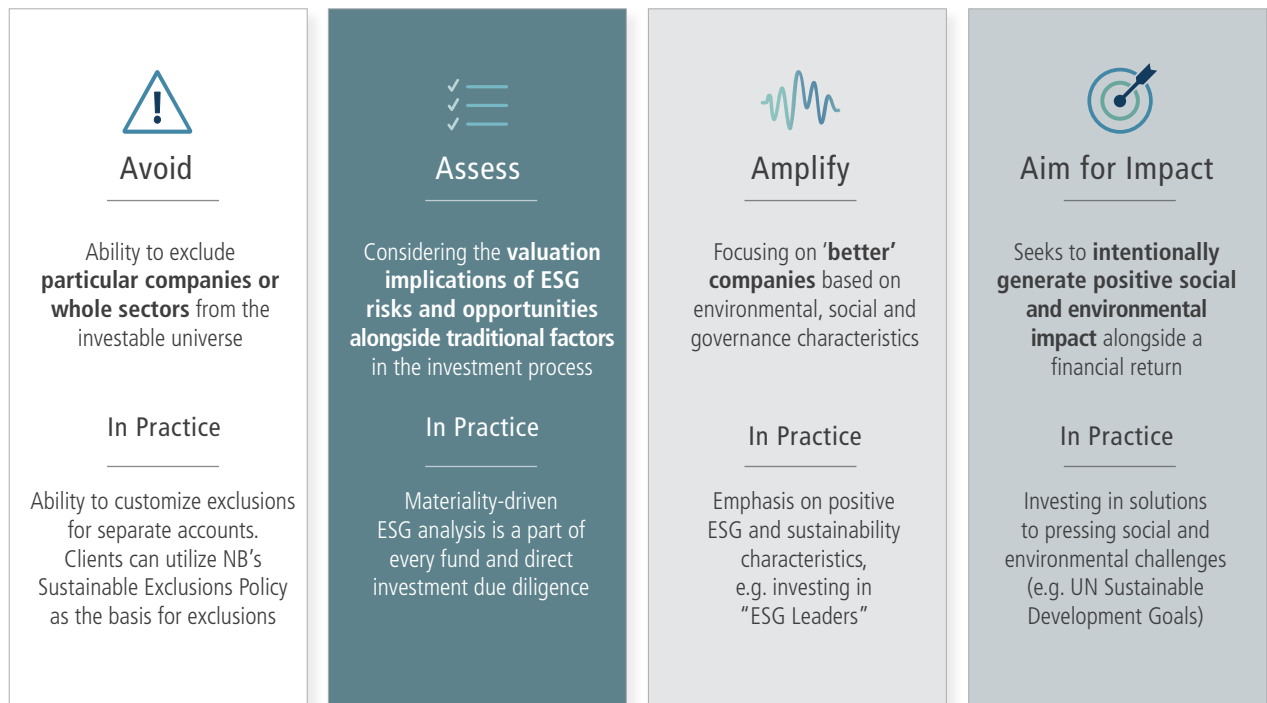 Avoid
Ability to exclude
particular companies or
whole sectors from the
investable universe
In Practice
Ability to customize exclusions
for separate accounts.
Clients can utilize NB’s
Sustainable Exclusions Policy
as the basis for exclusions
Assess
Considering the valuation
implications of ESG
risks and opportunities
alongside traditional factors
in the investment process
In Practice
Materiality-driven
ESG analysis is a part of
every fund and direct
investment due diligence
Amplify
Focusing on ‘better’
companies based on
environmental, social and
governance characteristics
In Practice
Emphasis on positive
ESG and sustainability
characteristics,
e.g. investing in
“ESG Leaders”
Aim for Impact
Seeks to intentionally
generate positive social
and environmental
impact alongside a
financial return
In Practice
Investing in solutions
to pressing social and
environmental challenges
(e.g. UN Sustainable
Development Goals)